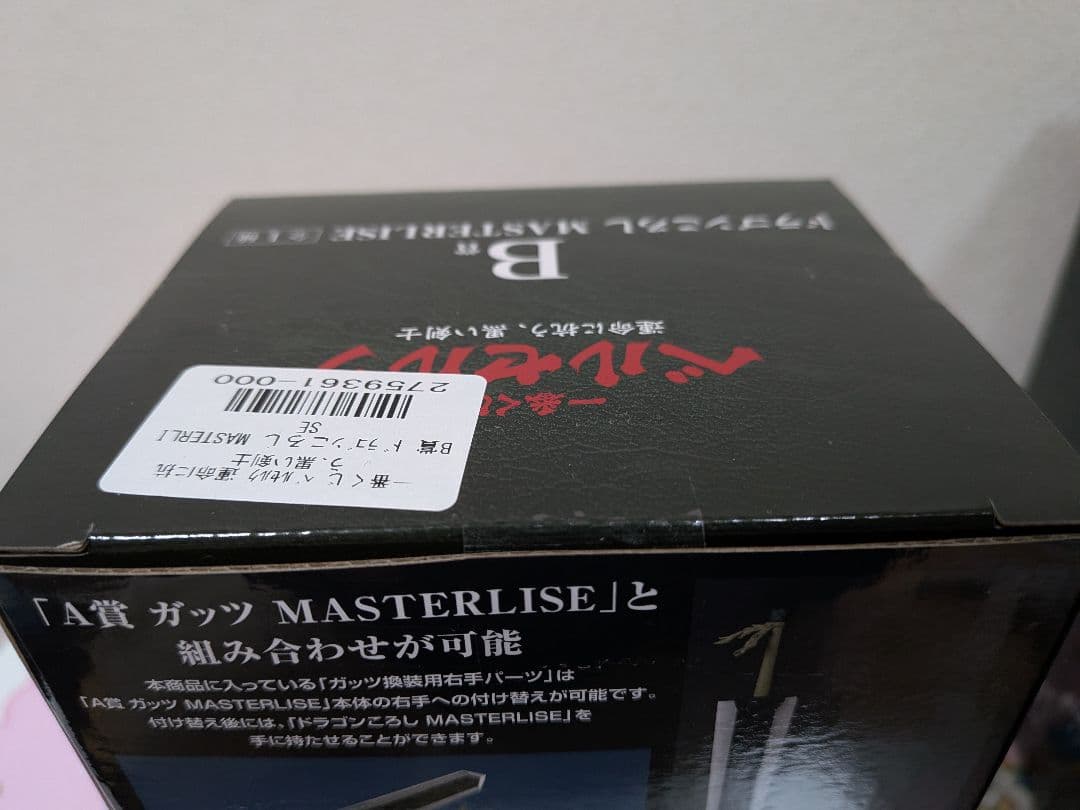 一番く
ベルセルク
運命に抗う、黒い剣士
B賞
ドラゴンころし MASTERLISE 全1種
一番くじ ベルセルク 運命に抗
う、黒い剣士
B賞 ドラゴンころし MASTERLI
SE
2759361-000
「A賞 ガッツ MASTERLISE」と
組み合わせが可能
本商品に入っている「ガッツ換装用右手パーツ」は
「A賞 ガッツ MASTERLISE」本体の右手への付け替えが可能です。
付け替え後には、「ドラゴンころし MASTERLISE」を
手に持たせることができます。